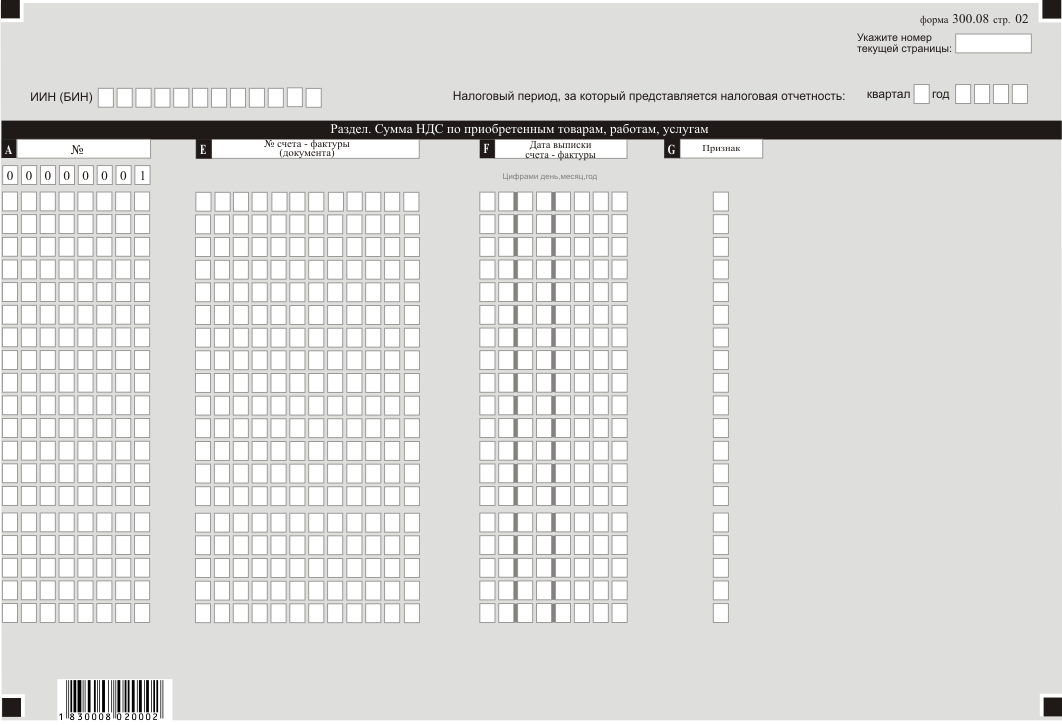 форма 300.08 стр. 02
Укажите номер
текущей страницы:
ИИН (БИН)
Налоговый период, за который представляется налоговая отчетность: квартал год
Раздел. Сумма НДС по приобретенным товарам, работам, услугам
A №
E № счета - фактуры
(документа)
F Дата выписки
счета - фактуры
G Признак
0 0 0 0 0 0 0 1
Цифрами день,месяц,год
1 830008 020002